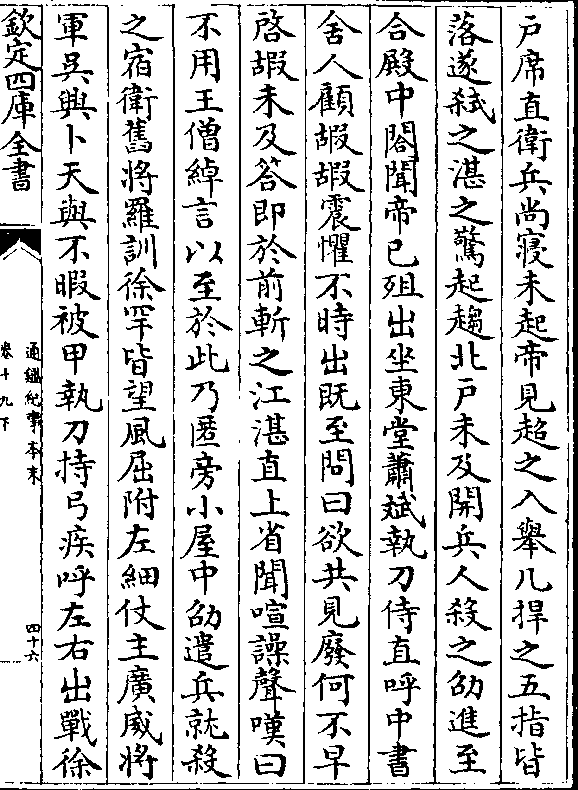 戸席直衛兵尚寝未起帝見超之入舉几捍之五指皆
落遂弑之湛之驚起趨北戸未及開兵人殺之劭進至
合殿中閤聞帝已殂出坐東堂蕭斌執刀侍直呼中書
舍人顧嘏嘏震懼不時出既至問曰欲共見廢何不早
啓嘏未及答即於前斬之江湛直上省聞喧譟聲嘆曰
不用王僧綽言以至於此乃匿旁小屋中劭遣兵就殺
之宿衛舊將羅訓徐罕皆望風屈附左細仗主廣威將
軍吳興卜天與不暇被甲執刀持弓疾呼左右出戰徐
欽定四庫全書
通鑑紀事本末
卷十九下
四十六